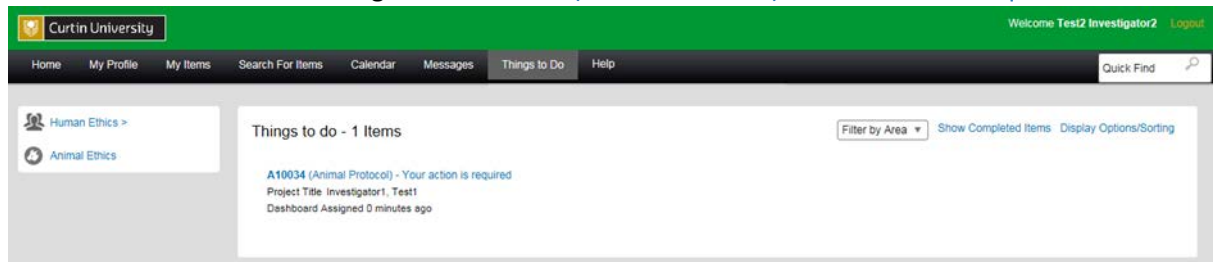 Curtin University
Welcome Test2 Investigator2 Logout
Home My Profile My Items Search For Items Calendar Messages Things to Do Help
Quick Find
Human Ethics >
Animal Ethics
Things to do - 1 Items
Filter by Area Show Completed Items Display Options/Sorting
A10034 (Animal Protocol) - Your action is required
Project Title Investigator1, Test1
Dashboard Assigned 0 minutes ago